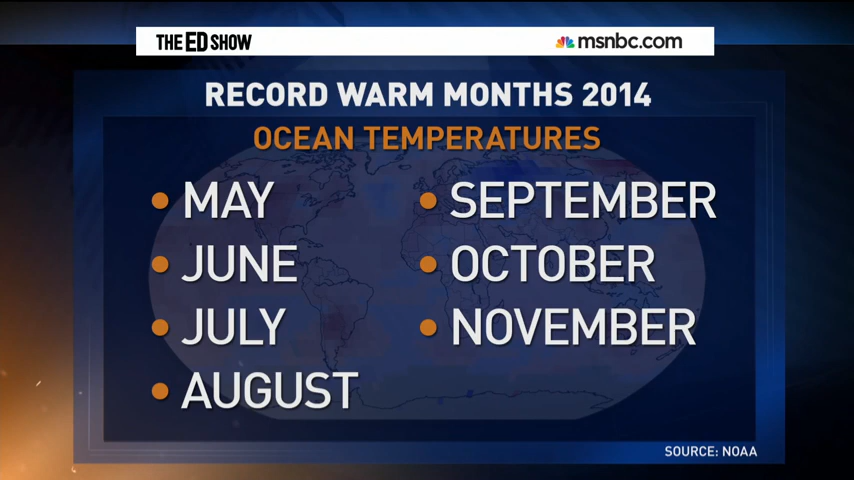 THE ED SHOW
msnbc.com
RECORD WARM MONTHS 2014
OCEAN TEMPERATURES
• MAY
• JUNE
• JULY
• AUGUST
• SEPTEMBER
• OCTOBER
• NOVEMBER
SOURCE: NOAA